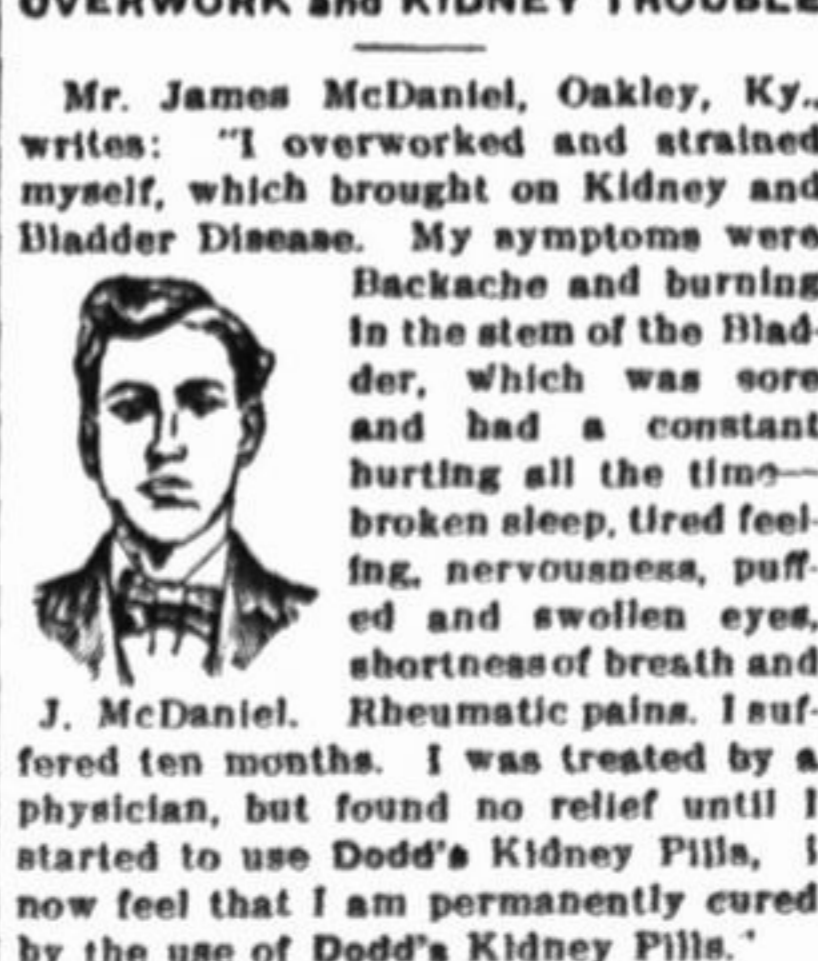 OVERWORK and KIDNEY TROUBLE
Mr. James McDaniel, Oakley, Ky.,
writes: "I overworked and strained
myself, which brought on Kidney and
Bladder Disease. My symptoms were
Backache and burning
in the stem of the Blad-
der, which was sore
and had a constant
hurting all the time—
broken sleep, tired feel-
ing, nervousness, puff-
ed and swollen eyes,
shortness of breath and
Rheumatic pains. I suf-
J. McDaniel.
fered ten months. I was treated by a
physician, but found no relief until I
started to use Dodd's Kidney Pills, I
now feel that I am permanently cured
by the use of Dodd's Kidney Pills."